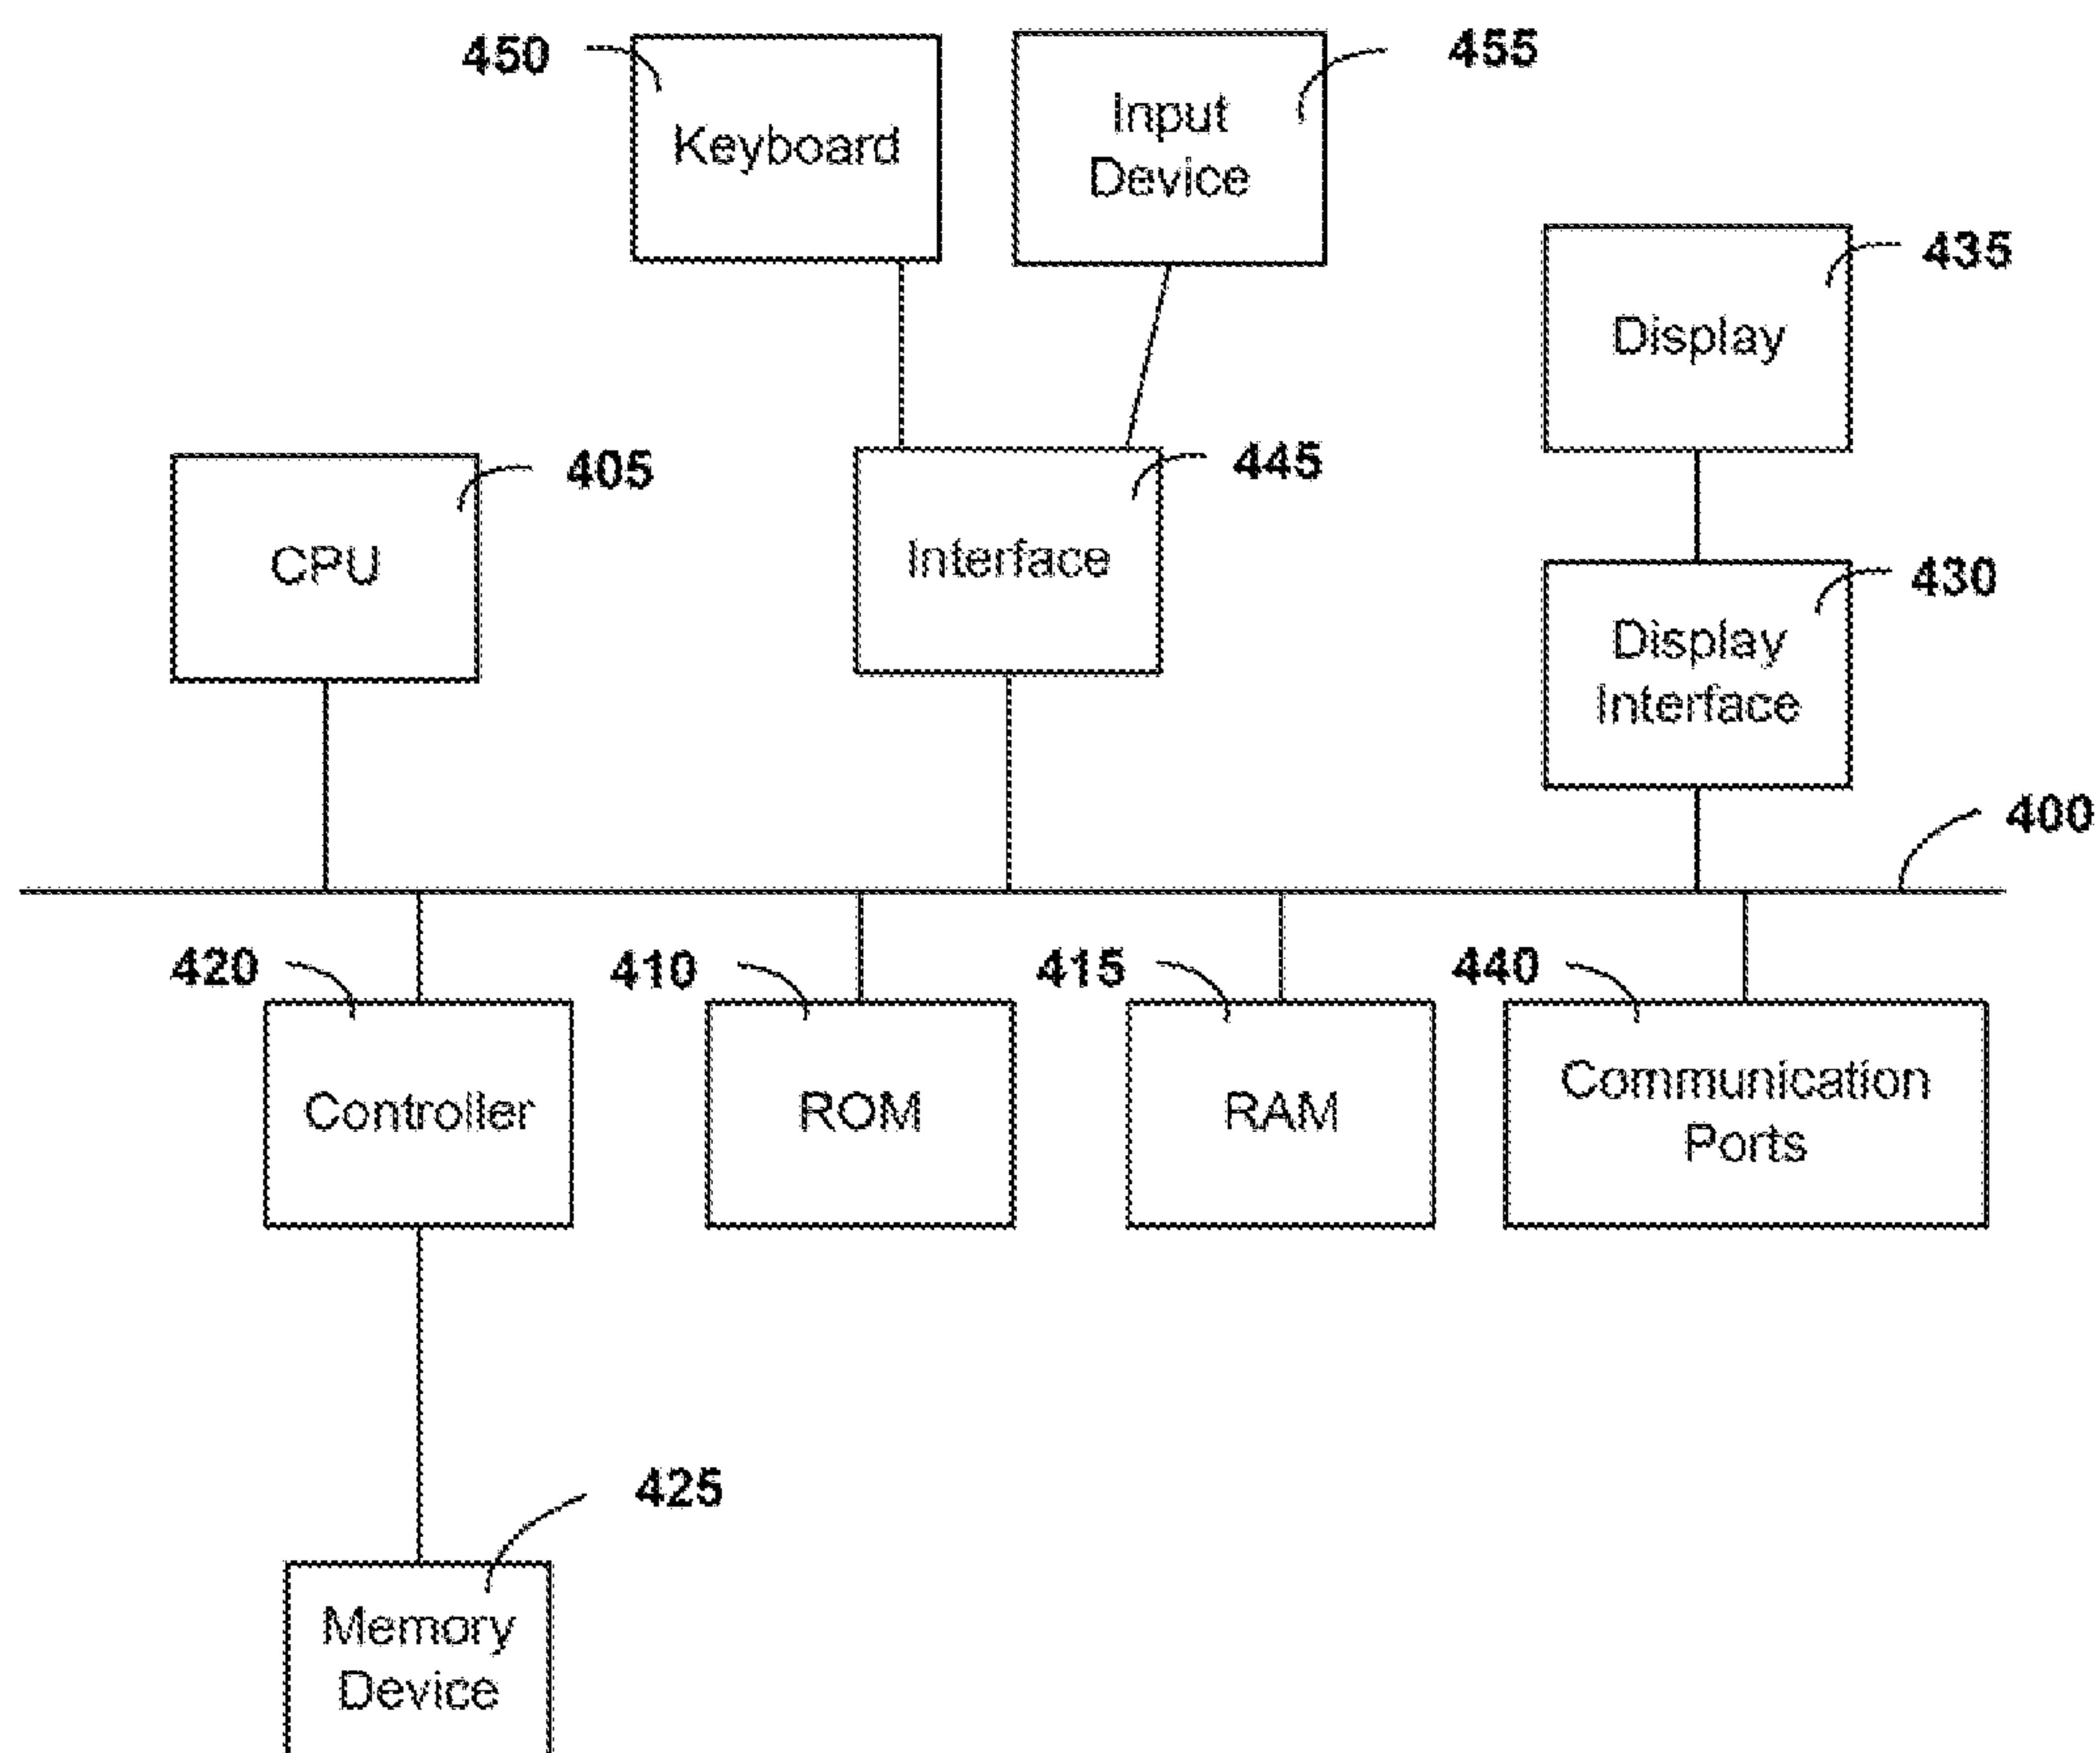 450
Keyboard
Input
Device
455
Display
435
CPU
405
Interface
445
Display
Interface
430
400
420
Controller
410
ROM
415
RAM
440
Communication
Ports
425
Memory
Device